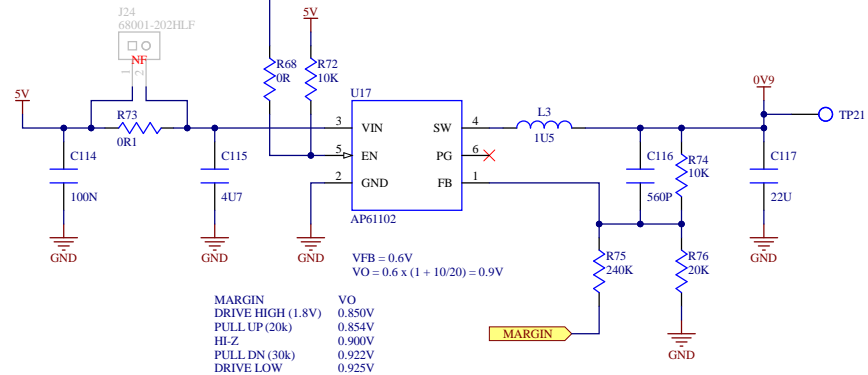 J24
68001-202HLF
NF
1
2
5V
R73
0R1
C114
100N
GND
C115
4U7
GND
R68
0R
5V
R72
10K
U17
3
VIN
5
EN
2
GND
SW
4
PG
6
FB
1
AP61102
GND
L3
1U5
C116
560P
R74
10K
0V9
TP21
C117
22U
GND
R75
240K
R76
20K
GND
MARGIN
VFB = 0.6V
VO = 0.6 x (1 + 10/20) = 0.9V
MARGIN VO
DRIVE HIGH (1.8V) 0.850V
PULL UP (20k) 0.854V
HI-Z 0.900V
PULL DN (30k) 0.922V
DRIVE LOW 0.925V